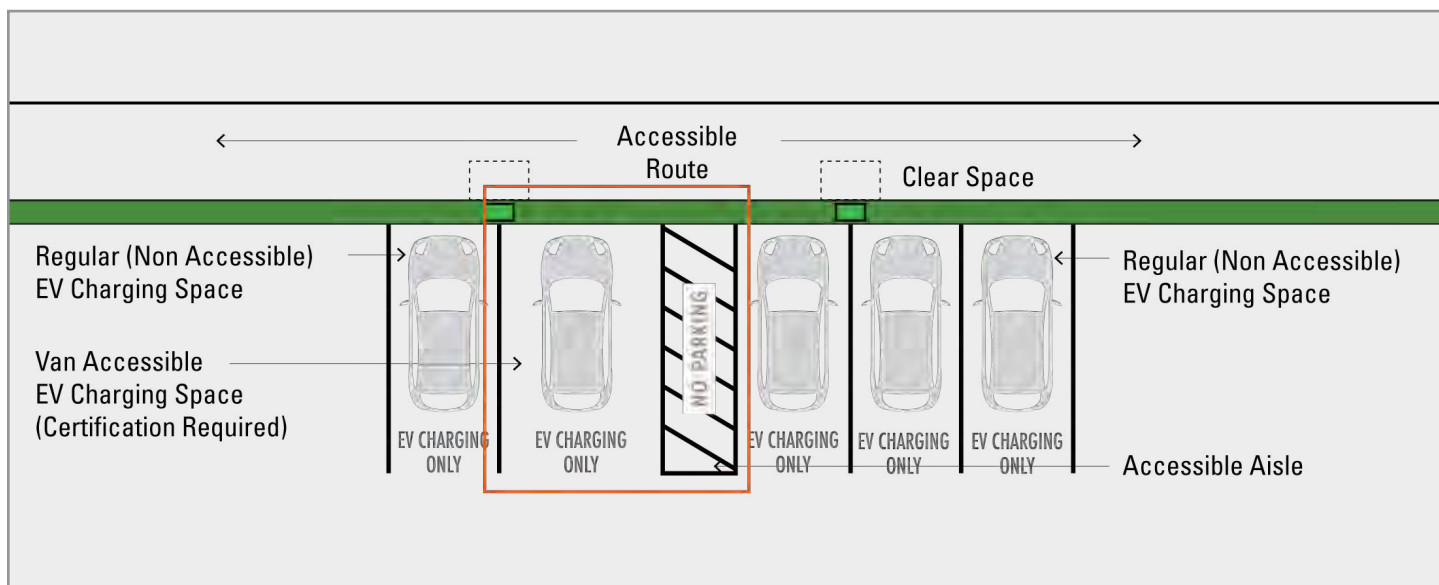 Accessible
Route
Clear Space
Regular (Non Accessible)
EV Charging Space
Regular (Non Accessible)
EV Charging Space
Van Accessible
EV Charging Space
(Certification Required)
NO PARKING
EV CHARGING
ONLY
EV CHARGING
ONLY
EV CHARGING
ONLY
EV CHARGING
ONLY
EV CHARGING
ONLY
Accessible Aisle